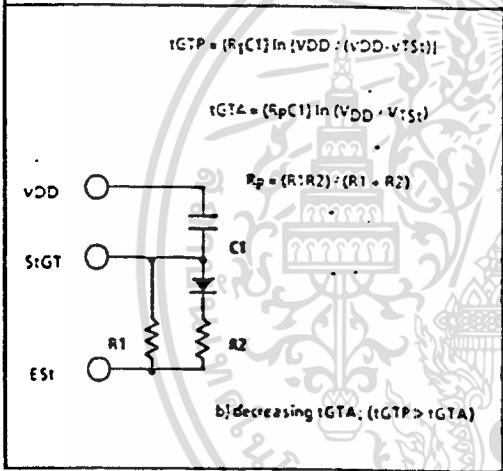 tGTP = (R1C1) ln [VDD / (VDD-VTSt)]
tGTA = (RpC1) ln (VDD / VTSt)
Rp = (R1R2) / (R1 + R2)
VDD
C1
StGT
R1
R2
ESt
b) decreasing tGTA; (tGTP > tGTA)